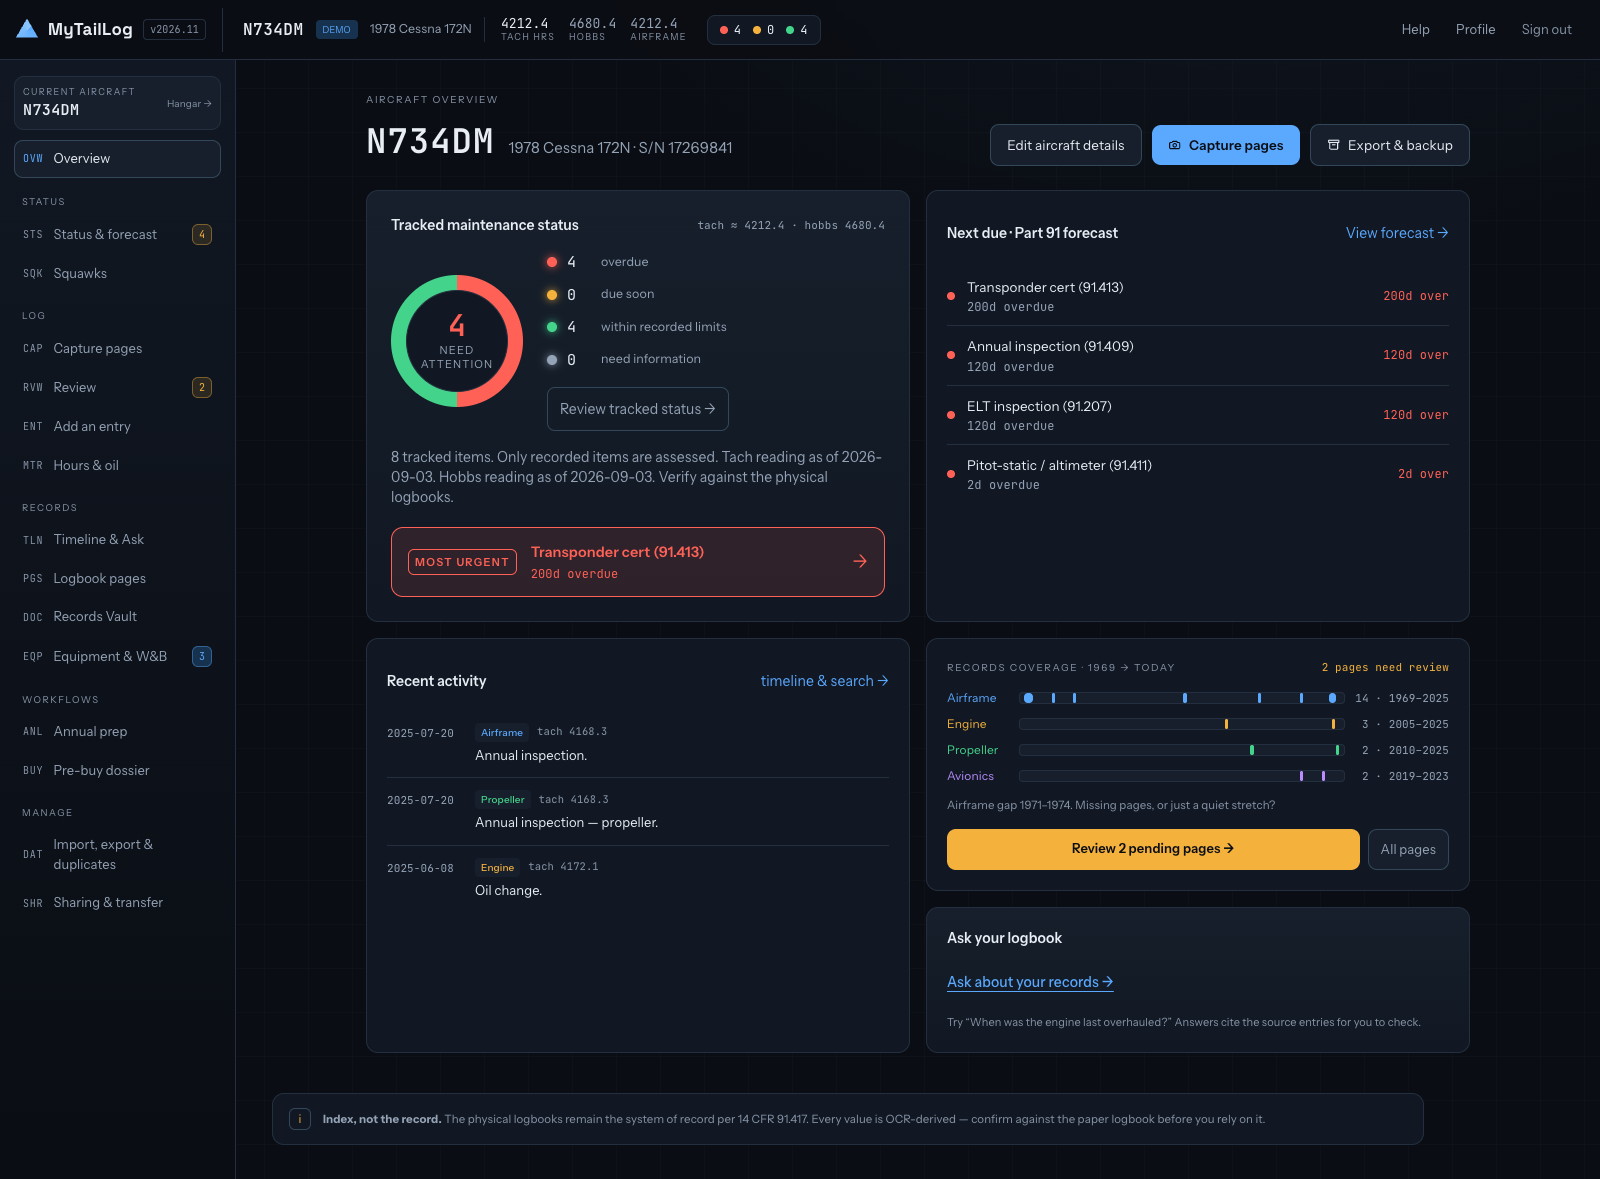 MyTailLog v2026.11
N734DM DEMO 1978 Cessna 172N
4212.4 4680.4 4212.4
TACH HRS HOBBS AIRFRAME
4 0 4
Help Profile Sign out
CURRENT AIRCRAFT
N734DM Hangar →
OVW Overview
STATUS
STS Status & forecast 4
SQK Squawks
LOG
CAP Capture pages
RVW Review 2
ENT Add an entry
MTR Hours & oil
RECORDS
TLN Timeline & Ask
PGS Logbook pages
DOC Records Vault
EQP Equipment & W&B 3
WORKFLOWS
ANL Annual prep
BUY Pre-buy dossier
MANAGE
DAT Import, export &
duplicates
SHR Sharing & transfer
AIRCRAFT OVERVIEW
N734DM 1978 Cessna 172N · S/N 17269841
Edit aircraft details
Capture pages
Export & backup
Tracked maintenance status tach ≈ 4212.4 · hobbs 4680.4
4 NEED
ATTENTION
4 overdue
0 due soon
4 within recorded limits
0 need information
Review tracked status →
8 tracked items. Only recorded items are assessed. Tach reading as of 2026-
09-03. Hobbs reading as of 2026-09-03. Verify against the physical
logbooks.
MOST URGENT Transponder cert (91.413) →
200d overdue
Next due · Part 91 forecast View forecast →
Transponder cert (91.413) 200d over
200d overdue
Annual inspection (91.409) 120d over
120d overdue
ELT inspection (91.207) 120d over
120d overdue
Pitot-static / altimeter (91.411) 2d over
2d overdue
Recent activity timeline & search →
2025-07-20 Airframe tach 4168.3
Annual inspection.
2025-07-20 Propeller tach 4168.3
Annual inspection — propeller.
2025-06-08 Engine tach 4172.1
Oil change.
RECORDS COVERAGE · 1969 → TODAY 2 pages need review
Airframe 14 · 1969–2025
Engine 3 · 2005–2025
Propeller 2 · 2010–2025
Avionics 2 · 2019–2023
Airframe gap 1971–1974. Missing pages, or just a quiet stretch?
Review 2 pending pages →
All pages
Ask your logbook
Ask about your records →
Try “When was the engine last overhauled?” Answers cite the source entries for you to check.
i Index, not the record. The physical logbooks remain the system of record per 14 CFR 91.417. Every value is OCR-derived — confirm against the paper logbook before you rely on it.